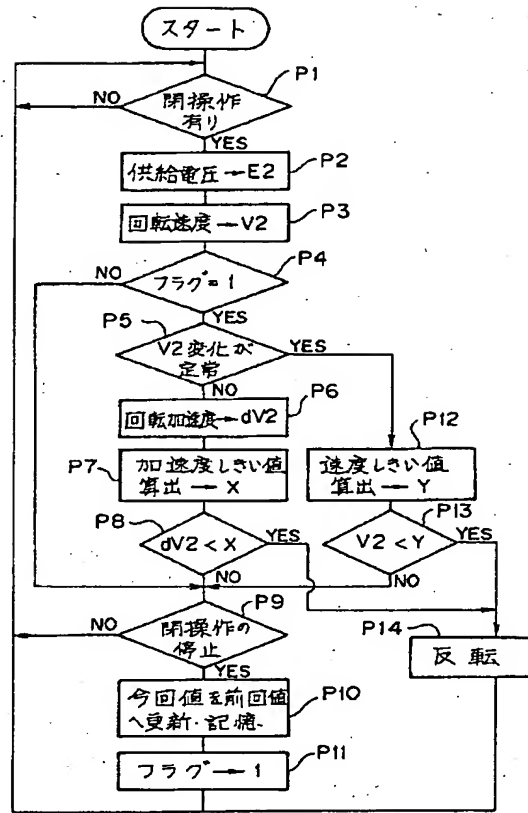 スタート
P1
NO
閉操作
有り
YES
P2
供給電圧→E2
P3
回転速度→V2
P4
NO
フラグ=1
YES
P5
V2変化が
定常
YES
NO
P6
回転加速度→dV2
P7
加速度しきい値
算出→X
P12
速度しきい値
算出→Y
P8
dV2<X
YES
NO
P13
V2<Y
YES
NO
P9
NO
閉操作の
停止
YES
P14
反転
P10
今回値を前回値
へ更新・記憶
P11
フラグ→1